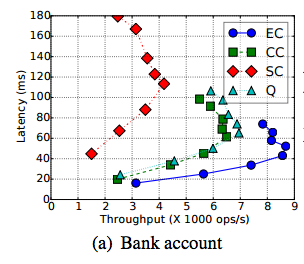 180
160
140
120
100
80
60
40
20
0
Latency (ms)
EC
CC
SC
Q
0 1 2 3 4 5 6 7 8 9
Throughput (X 1000 ops/s)
(a) Bank account